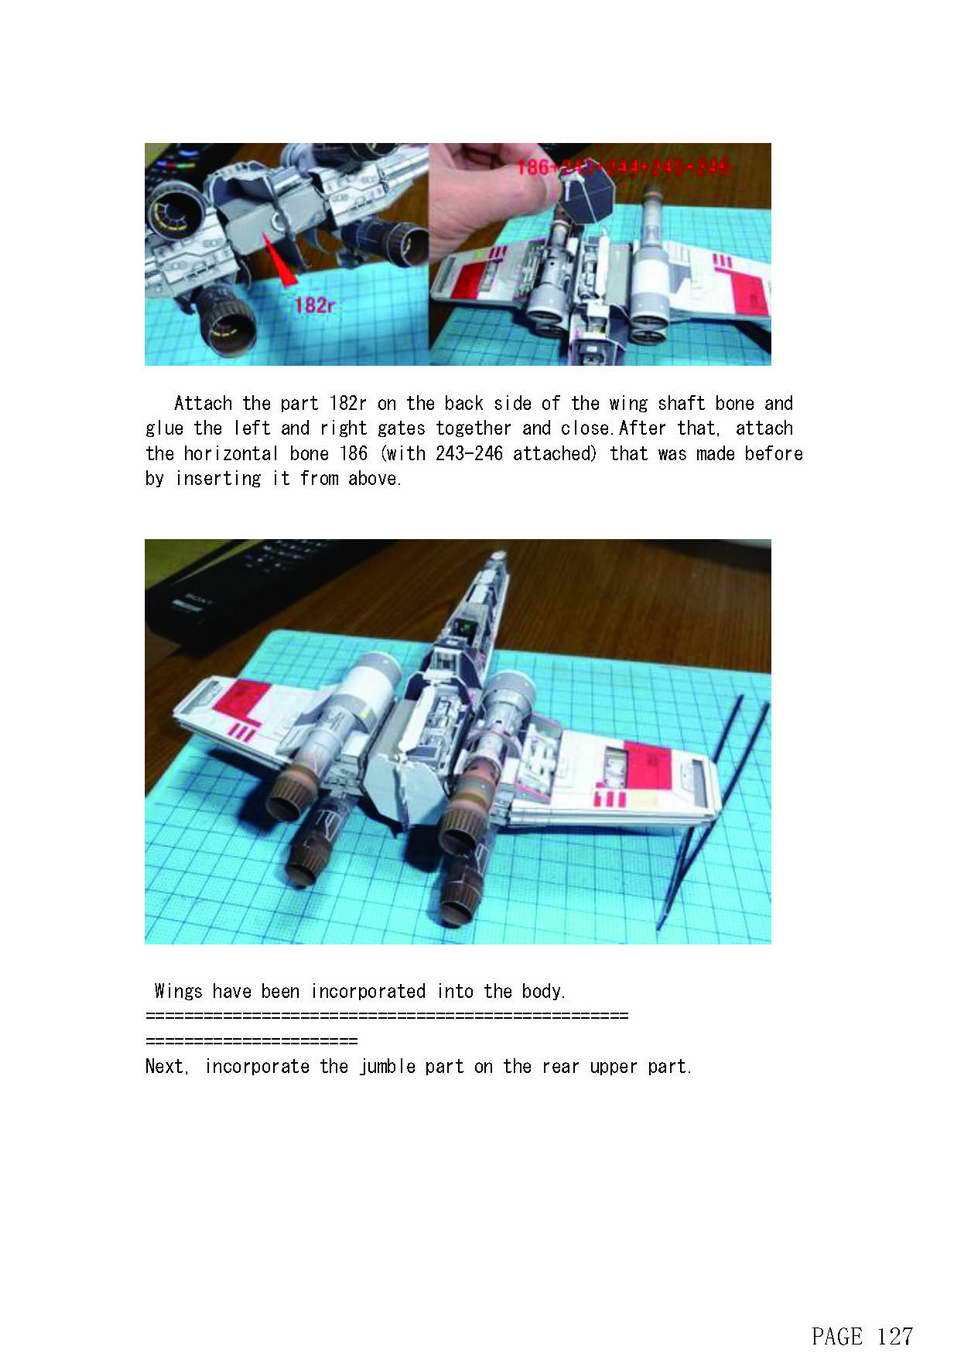 186+243+244+245+246
182r
Attach the part 182r on the back side of the wing shaft bone and
glue the left and right gates together and close.After that, attach
the horizontal bone 186 (with 243-246 attached) that was made before
by inserting it from above.
SONY
Wings have been incorporated into the body.
==================================================
======================
Next, incorporate the jumble part on the rear upper part.
PAGE 127